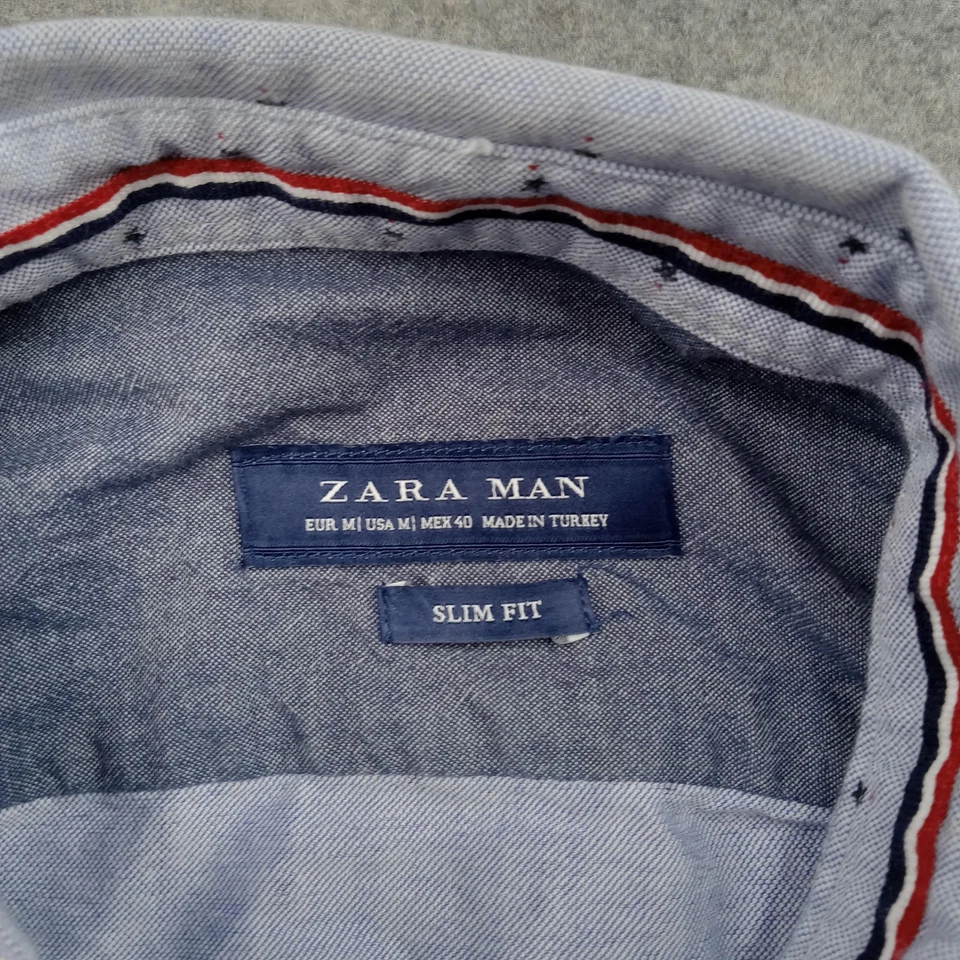 ZARA MAN
EUR M| USA M| MEX 40 MADE IN TURKEY
SLIM FIT